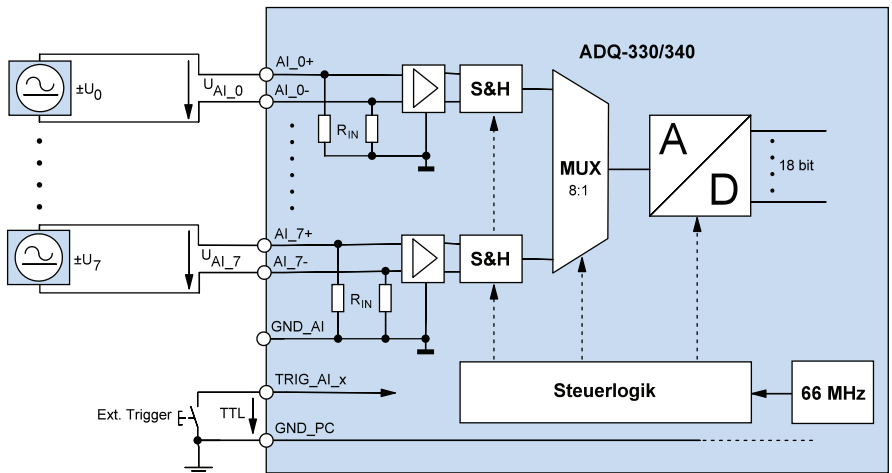 ADQ-330/340
±U0
UAI_0
AI_0+
AI_0-
RIN
S&H
MUX
8:1
A
D
18 bit
±U7
UAI_7
AI_7+
AI_7-
RIN
S&H
GND_AI
TRIG_AI_x
Ext. Trigger
TTL
GND_PC
Steuerlogik
66 MHz